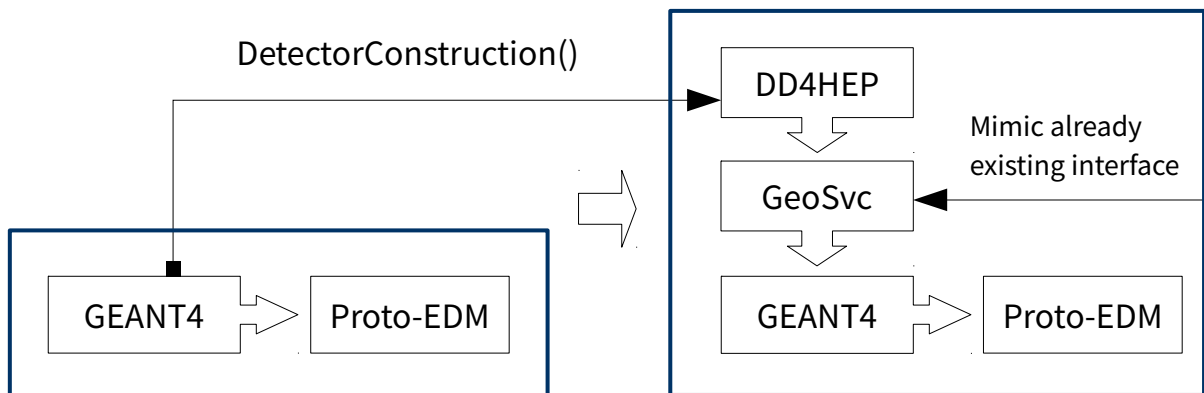 DetectorConstruction()
DD4HEP
Mimic already
existing interface
GeoSvc
GEANT4
Proto-EDM
GEANT4
Proto-EDM